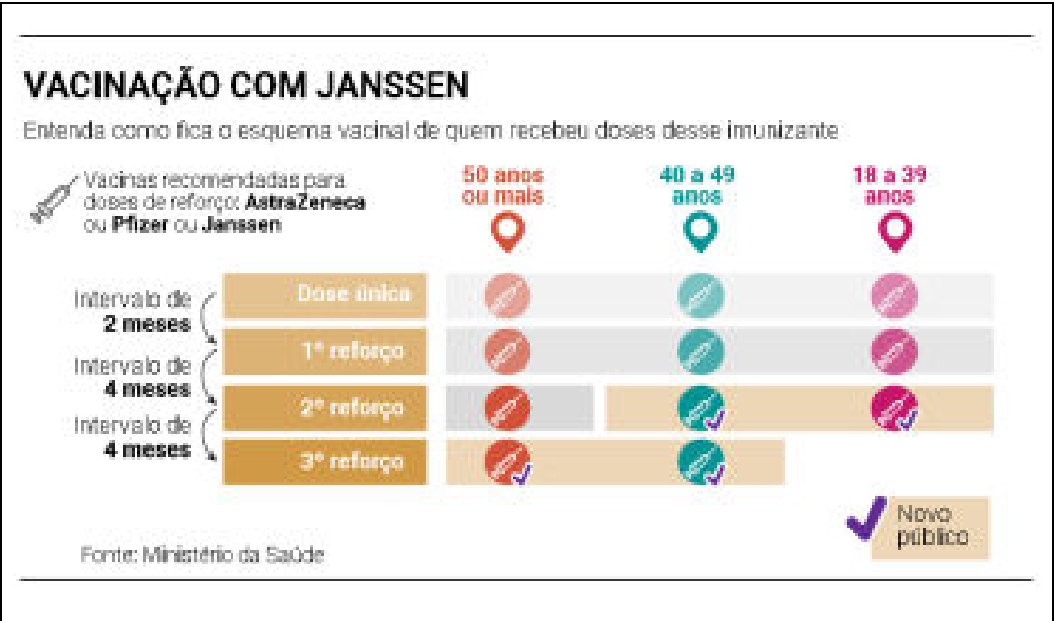 VACINAÇÃO COM JANSSEN
Entenda como fica o esquema vacinal de quem recebeu doses desse imunizante
Vacinas recomendadas para
doses de reforço: AstraZeneca
ou Pfizer ou Janssen
50 anos
ou mais
40 a 49
anos
18 a 39
anos
Intervalo de
2 meses
Intervalo de
4 meses
Intervalo de
4 meses
Dose única
1º reforço
2º reforço
3º reforço
Novo
público
Fonte: Ministério da Saúde